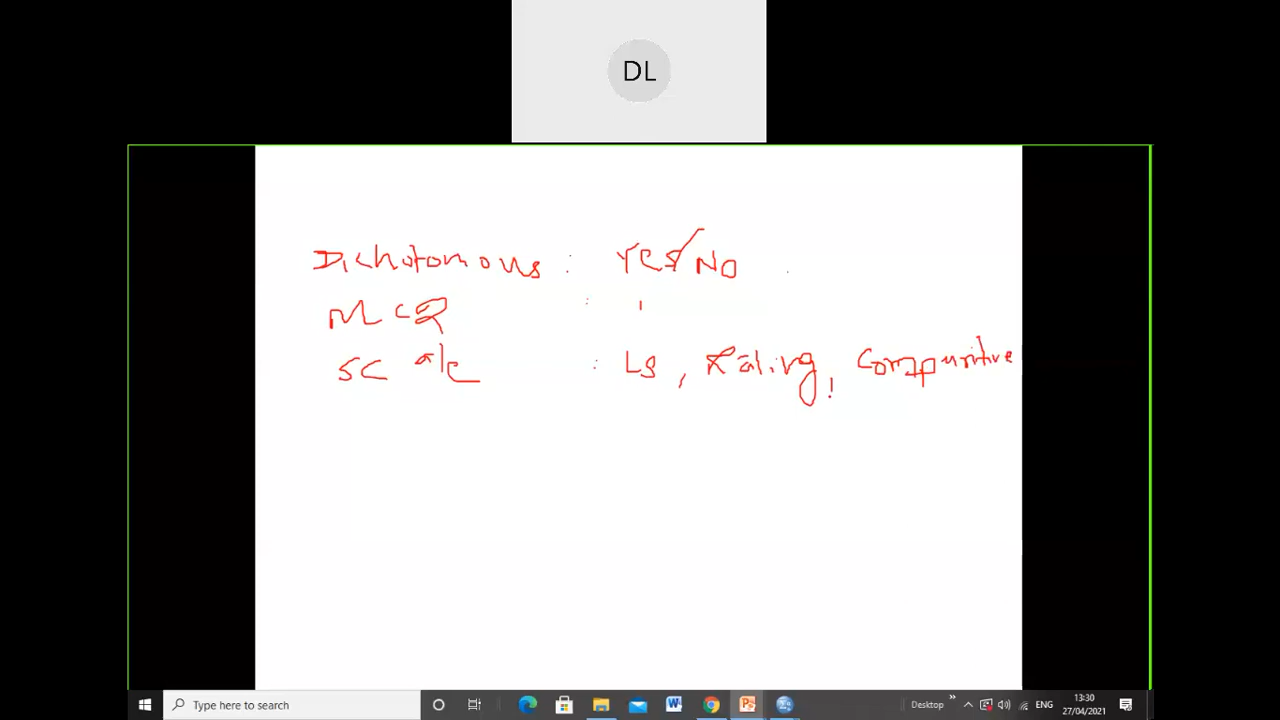 DL
Dichotomous : YES/NO
MCQ :
SCale : LS, Rating, Comparitive
Type here to search
Desktop
ENG
13:30
27/04/2021